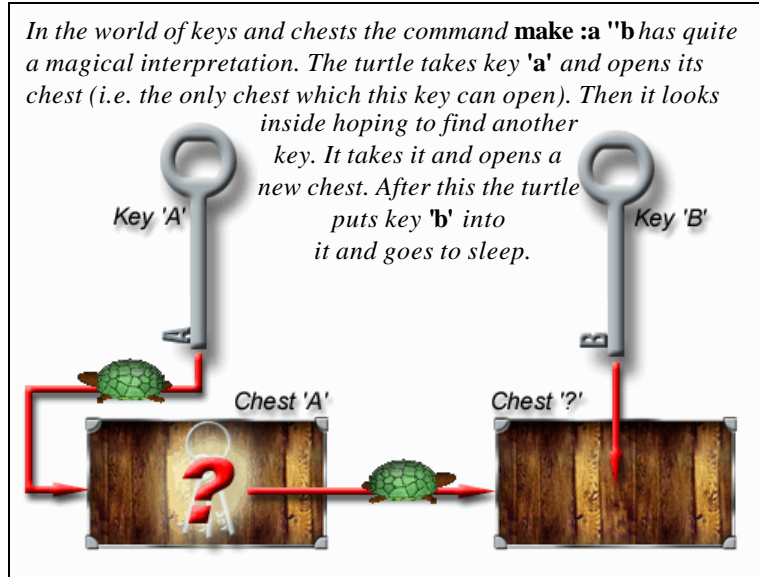 In the world of keys and chests the command make :a "b has quite
a magical interpretation. The turtle takes key 'a' and opens its
chest (i.e. the only chest which this key can open). Then it looks
inside hoping to find another
key. It takes it and opens a
new chest. After this the turtle
puts key 'b' into
it and goes to sleep.
Key 'A'
Key 'B'
A
B
Chest 'A'
Chest '?'
?